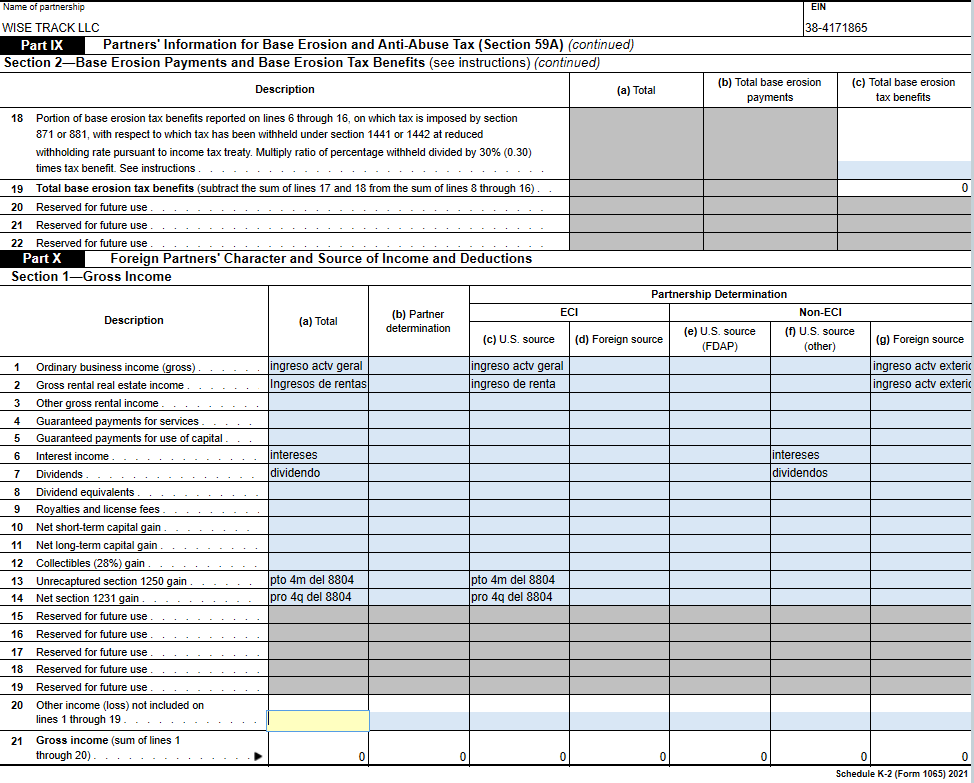 Name of partnership
EIN
WISE TRACK LLC
38-4171865
Part IX Partners' Information for Base Erosion and Anti-Abuse Tax (Section 59A) (continued)
Section 2—Base Erosion Payments and Base Erosion Tax Benefits (see instructions) (continued)
Description
(a) Total
(b) Total base erosion payments
(c) Total base erosion tax benefits
18 Portion of base erosion tax benefits reported on lines 6 through 16, on which tax is imposed by section
871 or 881, with respect to which tax has been withheld under section 1441 or 1442 at reduced
withholding rate pursuant to income tax treaty. Multiply ratio of percentage withheld divided by 30% (0.30)
times tax benefit. See instructions . . . . . . . . . . . . . . . . . . . . . . . . . . . .
19 Total base erosion tax benefits (subtract the sum of lines 17 and 18 from the sum of lines 8 through 16) . . 0
20 Reserved for future use . . . . . . . . . . . . . . . . . . . . . . . . . . . . . . . .
21 Reserved for future use . . . . . . . . . . . . . . . . . . . . . . . . . . . . . . . .
22 Reserved for future use . . . . . . . . . . . . . . . . . . . . . . . . . . . . . . . .
Part X Foreign Partners' Character and Source of Income and Deductions
Section 1—Gross Income
Description
(a) Total
(b) Partner determination
Partnership Determination
ECI
Non-ECI
(c) U.S. source
(d) Foreign source
(e) U.S. source (FDAP)
(f) U.S. source (other)
(g) Foreign source
1 Ordinary business income (gross) . . . . . . ingreso actv geral ingreso actv geral ingreso actv exterio
2 Gross rental real estate income . . . . . . . Ingresos de rentas ingreso de renta ingreso actv exterio
3 Other gross rental income . . . . . . . . .
4 Guaranteed payments for services . . . . .
5 Guaranteed payments for use of capital . . .
6 Interest income . . . . . . . . . . . . . intereses intereses
7 Dividends . . . . . . . . . . . . . . . dividendo dividendos
8 Dividend equivalents . . . . . . . . . . .
9 Royalties and license fees . . . . . . . . .
10 Net short-term capital gain . . . . . . . .
11 Net long-term capital gain . . . . . . . . .
12 Collectibles (28%) gain . . . . . . . . . .
13 Unrecaptured section 1250 gain . . . . . . pto 4m del 8804 pto 4m del 8804
14 Net section 1231 gain . . . . . . . . . . pro 4q del 8804 pro 4q del 8804
15 Reserved for future use . . . . . . . . . .
16 Reserved for future use . . . . . . . . . .
17 Reserved for future use . . . . . . . . . .
18 Reserved for future use . . . . . . . . . .
19 Reserved for future use . . . . . . . . . .
20 Other income (loss) not included on
lines 1 through 19 . . . . . . . . . . . .
21 Gross income (sum of lines 1
through 20) . . . . . . . . . . . . . . ▶ 0 0 0 0 0 0 0
Schedule K-2 (Form 1065) 2021